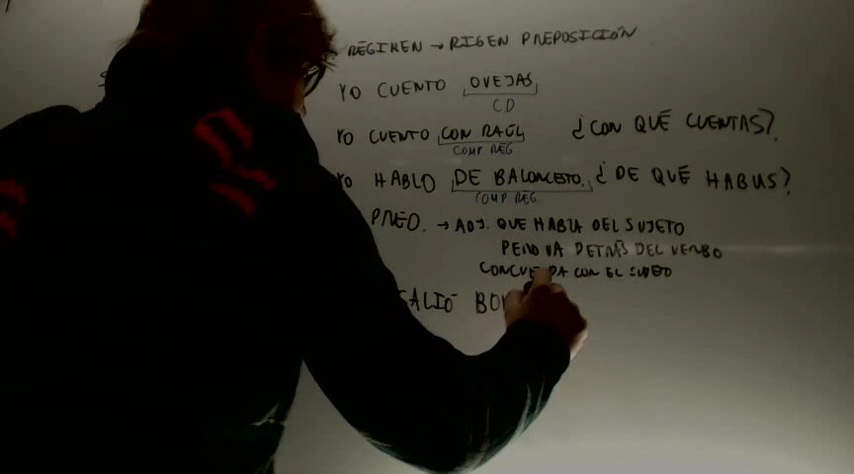 RÉGIMEN → RIGEN PREPOSICIÓN
YO CUENTO OVEJAS
CD
YO CUENTO CON RAÚL ¿CON QUÉ CUENTAS?
COMP REG
YO HABLO DE BALONCESTO. ¿DE QUÉ HABLAS?
COMP REG
PRED. → ADJ. QUE HABLA DEL SUJETO
PERO VA DETRÁS DEL VERBO
CON EL SUJETO
SALIÓ